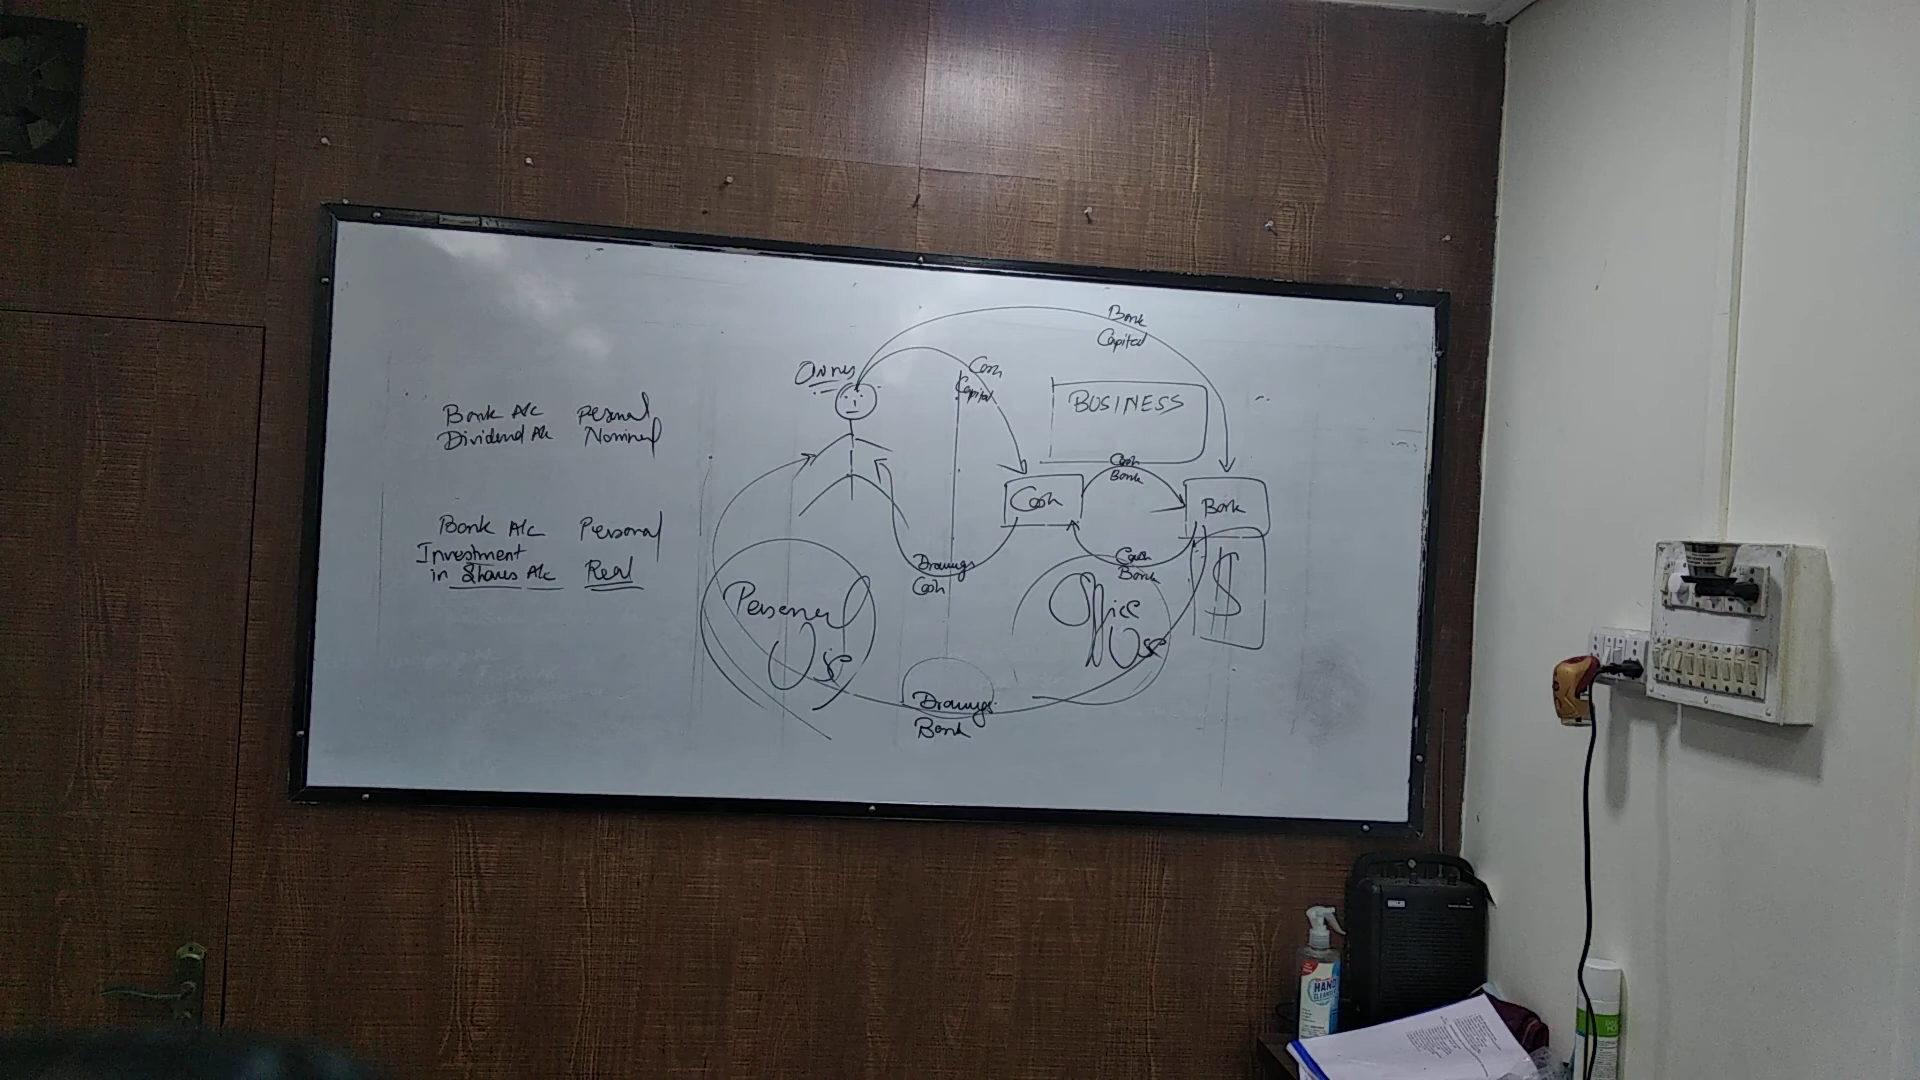 Bank A/c Personal
Dividend A/c Nominal
Bank A/c Personal
Investment
in Shares A/c Real
Owner
Bank
Capital
Cash
Capital
BUSINESS
Cash
Bank
Cash
Bank
Cash
Bank
$
Drawings
Cash
Personal
Use
Office
Use
Drawings
Bank
HAND